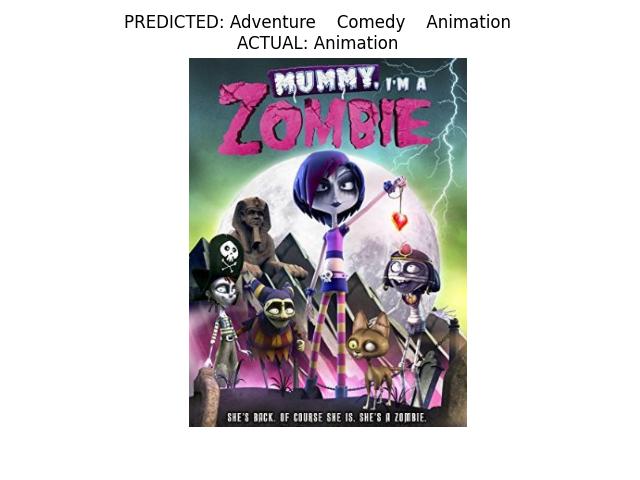 PREDICTED: Adventure    Comedy    Animation
ACTUAL: Animation
MUMMY, I'M A
ZOMBIE
SHE'S BACK. OF COURSE SHE IS. SHE'S A ZOMBIE.